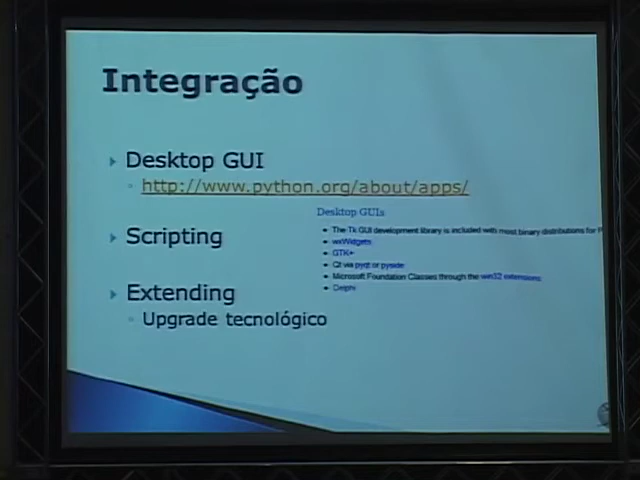 Integração
Desktop GUI
http://www.python.org/about/apps/
Desktop GUIs
The Tk GUI development library is included with most binary distributions for
wxWidgets
GTK+
Qt via pyqt or pyside
Microsoft Foundation Classes through the win32 extensions
Delphi
Scripting
Extending
Upgrade tecnológico